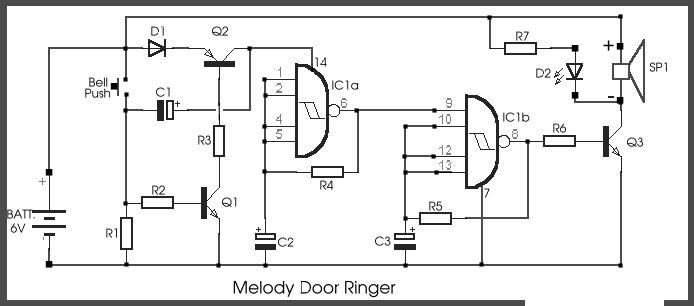 D1
Q2
R7
+
SP1
14
D2
-
Bell
Push
C1
+
1
2
4
5
IC1a
6
9
10
12
13
IC1b
8
R6
Q3
R3
R4
7
+
R2
Q1
BATT.
6V
R1
+
C2
R5
+
C3
Melody Door Ringer